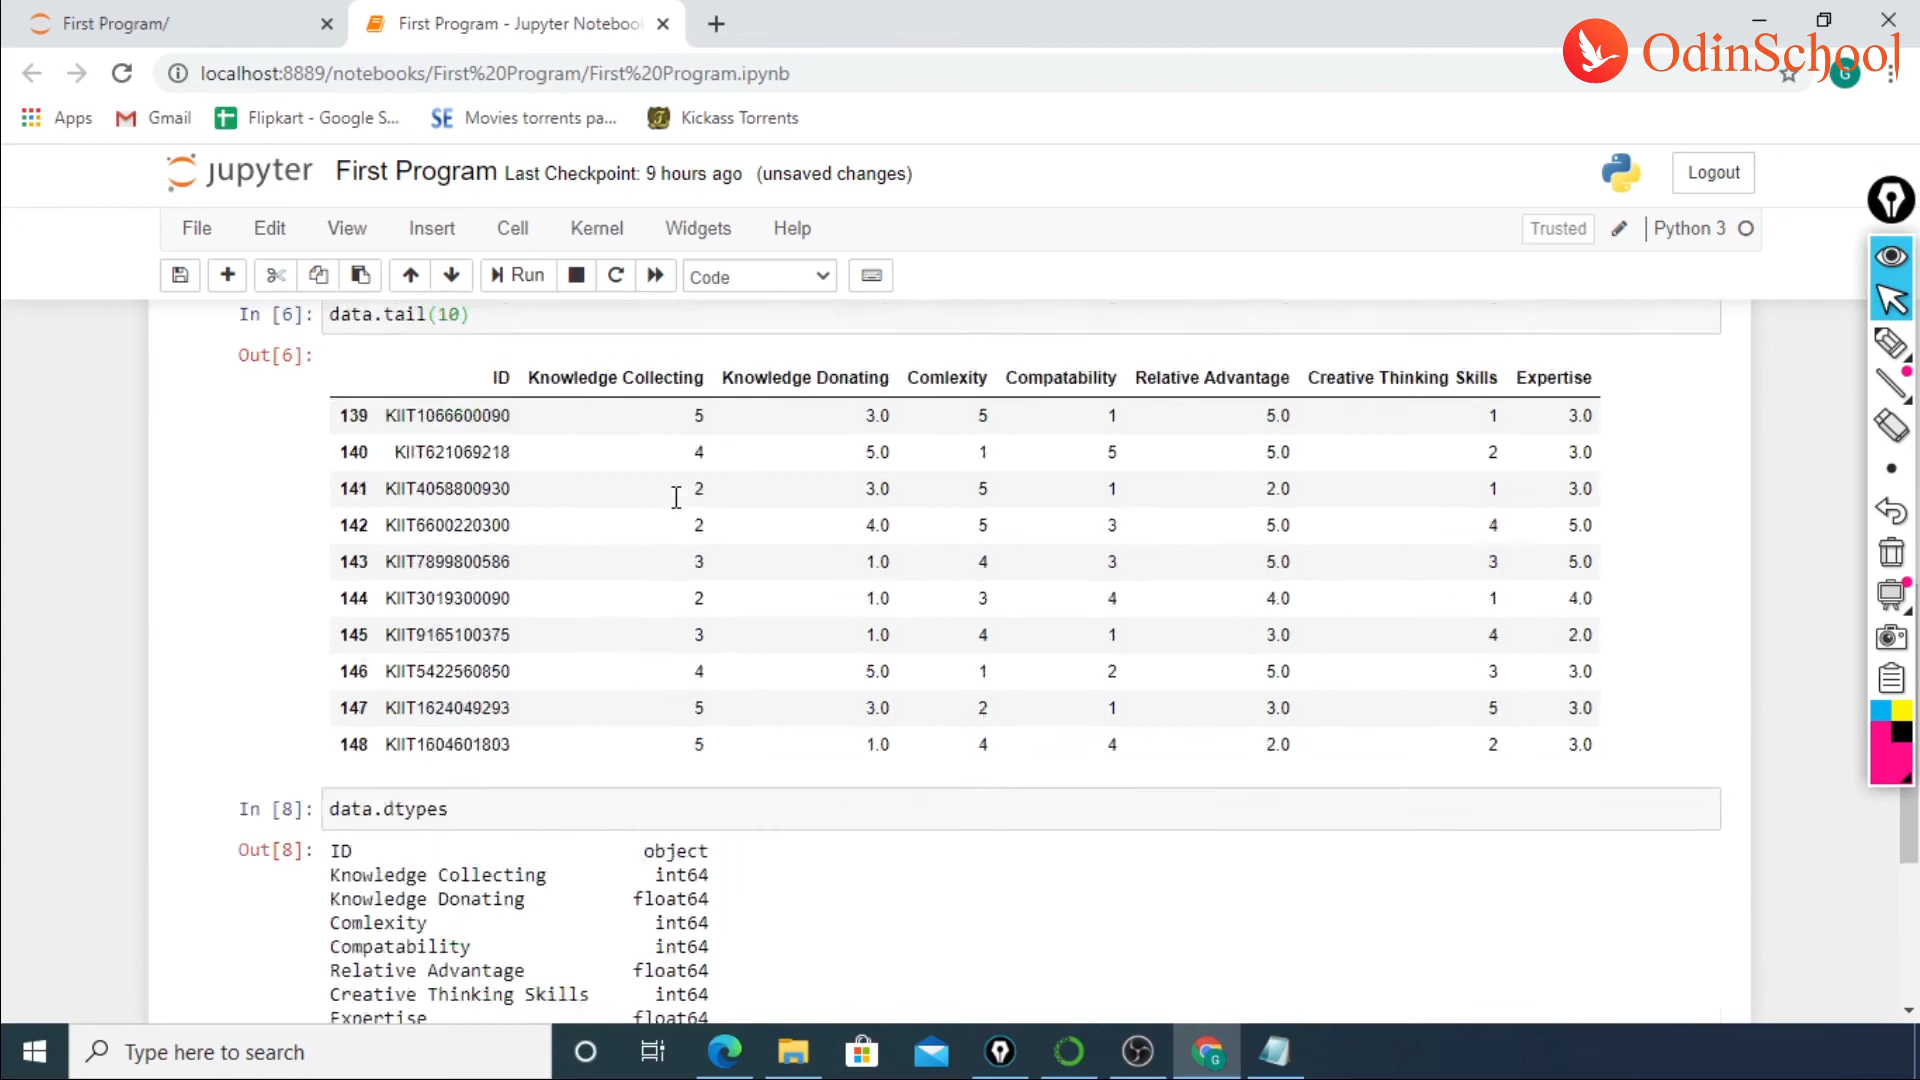 First Program/
First Program - Jupyter Noteboo
OdinSchool
localhost:8889/notebooks/First%20Program/First%20Program.ipynb
G
Apps
Gmail
Flipkart - Google S...
SE Movies torrents pa...
Kickass Torrents
jupyter First Program Last Checkpoint: 9 hours ago (unsaved changes)
Logout
File Edit View Insert Cell Kernel Widgets Help
Trusted Python 3
Run Code
In [6]: data.tail(10)
Out[6]:
ID Knowledge Collecting Knowledge Donating Comlexity Compatability Relative Advantage Creative Thinking Skills Expertise
139 KIIT1066600090 5 3.0 5 1 5.0 1 3.0
140 KIIT621069218 4 5.0 1 5 5.0 2 3.0
141 KIIT4058800930 2 3.0 5 1 2.0 1 3.0
142 KIIT6600220300 2 4.0 5 3 5.0 4 5.0
143 KIIT7899800586 3 1.0 4 3 5.0 3 5.0
144 KIIT3019300090 2 1.0 3 4 4.0 1 4.0
145 KIIT9165100375 3 1.0 4 1 3.0 4 2.0
146 KIIT5422560850 4 5.0 1 2 5.0 3 3.0
147 KIIT1624049293 5 3.0 2 1 3.0 5 3.0
148 KIIT1604601803 5 1.0 4 4 2.0 2 3.0
In [8]: data.dtypes
Out[8]: ID object
Knowledge Collecting int64
Knowledge Donating float64
Comlexity int64
Compatability int64
Relative Advantage float64
Creative Thinking Skills int64
Expertise float64
Type here to search
G